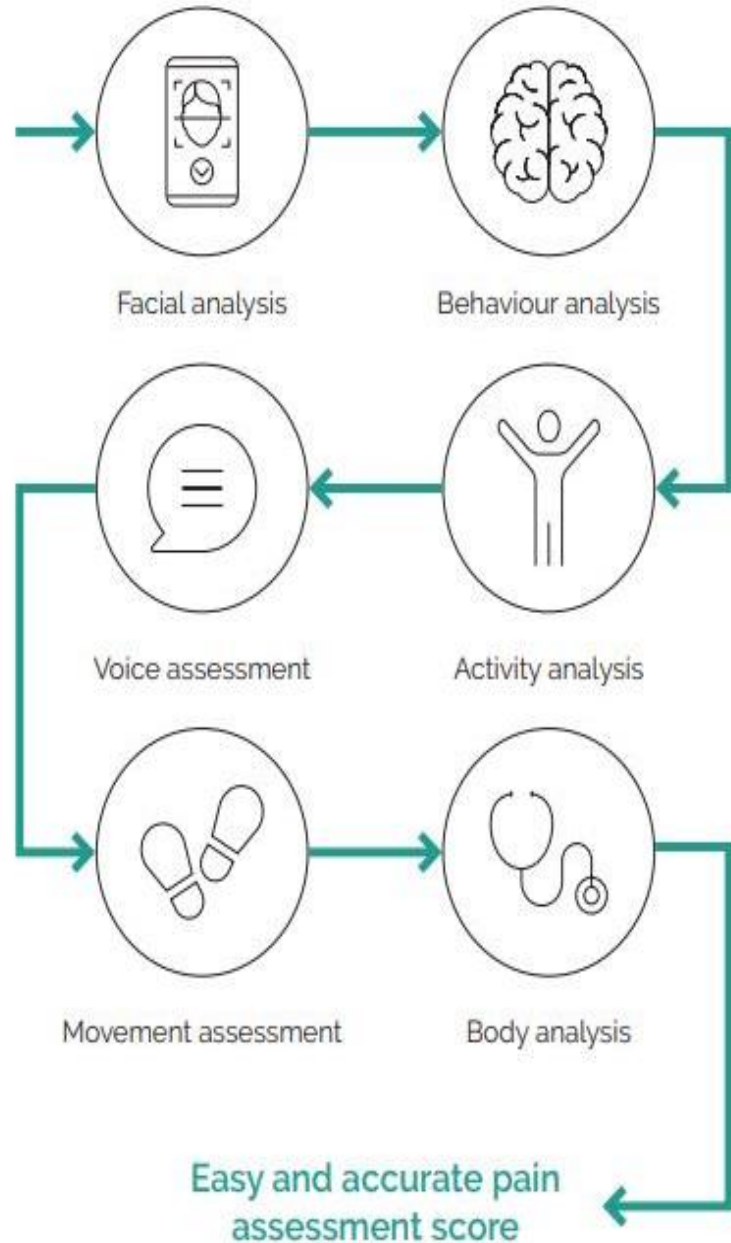 Facial analysis
Behaviour analysis
Activity analysis
Voice assessment
Movement assessment
Body analysis
Easy and accurate pain
assessment score